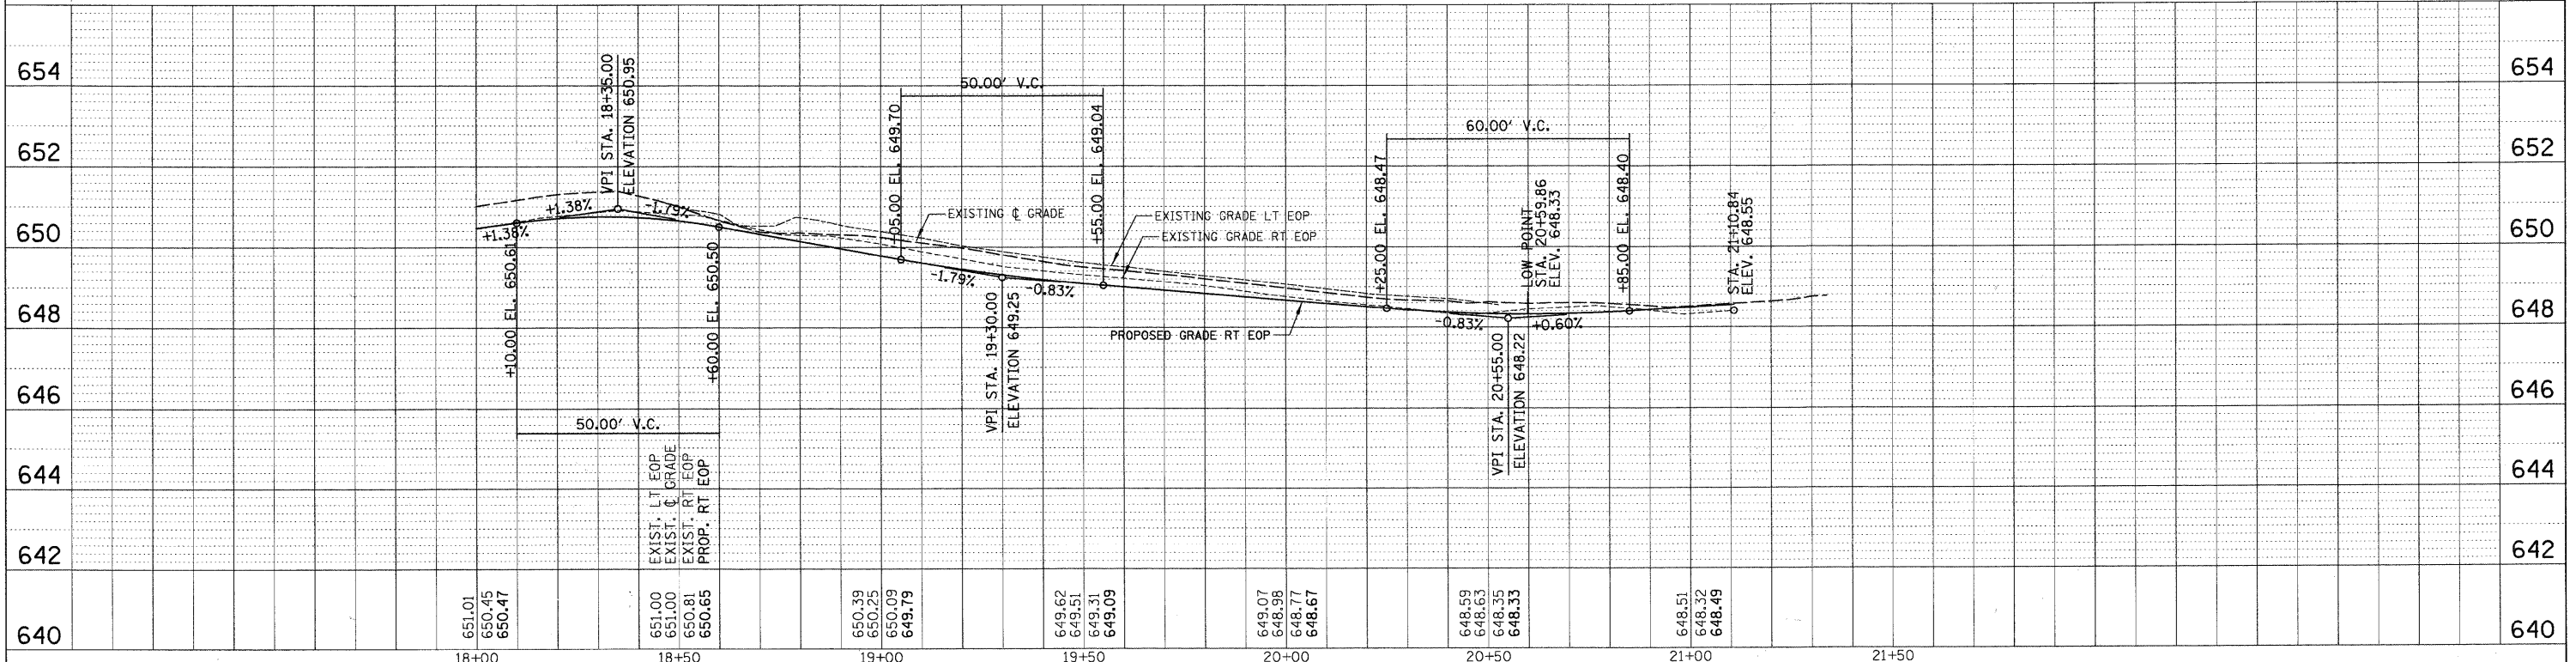 654
652
650
648
646
644
642
640
654
652
650
648
646
644
642
640
+1.38%
+1.38%
-1.79%
VPI STA. 18+35.00
ELEVATION 650.95
+10.00 EL. 650.61
+60.00 EL. 650.50
50.00' V.C.
EXIST. LT EOP
EXIST. ℄ GRADE
EXIST. RT EOP
PROP. RT EOP
50.00' V.C.
+05.00 EL. 649.70
+55.00 EL. 649.04
EXISTING ℄ GRADE
EXISTING GRADE LT EOP
EXISTING GRADE RT EOP
-1.79%
-0.83%
VPI STA. 19+30.00
ELEVATION 649.25
PROPOSED GRADE RT EOP
60.00' V.C.
+25.00 EL. 648.47
+85.00 EL. 648.40
LOW POINT
STA. 20+59.86
ELEV. 648.33
-0.83%
+0.60%
VPI STA. 20+55.00
ELEVATION 648.22
STA. 21+10.84
ELEV. 648.55
651.01
650.45
650.47
651.00
651.00
650.81
650.65
650.39
650.25
650.09
649.79
649.62
649.51
649.31
649.09
649.07
648.98
648.77
648.67
648.59
648.63
648.35
648.33
648.51
648.32
648.49
18+00
18+50
19+00
19+50
20+00
20+50
21+00
21+50